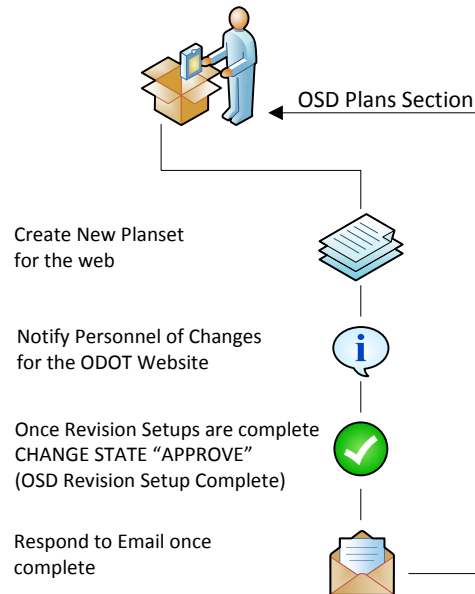 OSD Plans Section
Create New Planset
for the web
Notify Personnel of Changes
for the ODOT Website
i
Once Revision Setups are complete
CHANGE STATE “APPROVE”
(OSD Revision Setup Complete)
Respond to Email once
complete